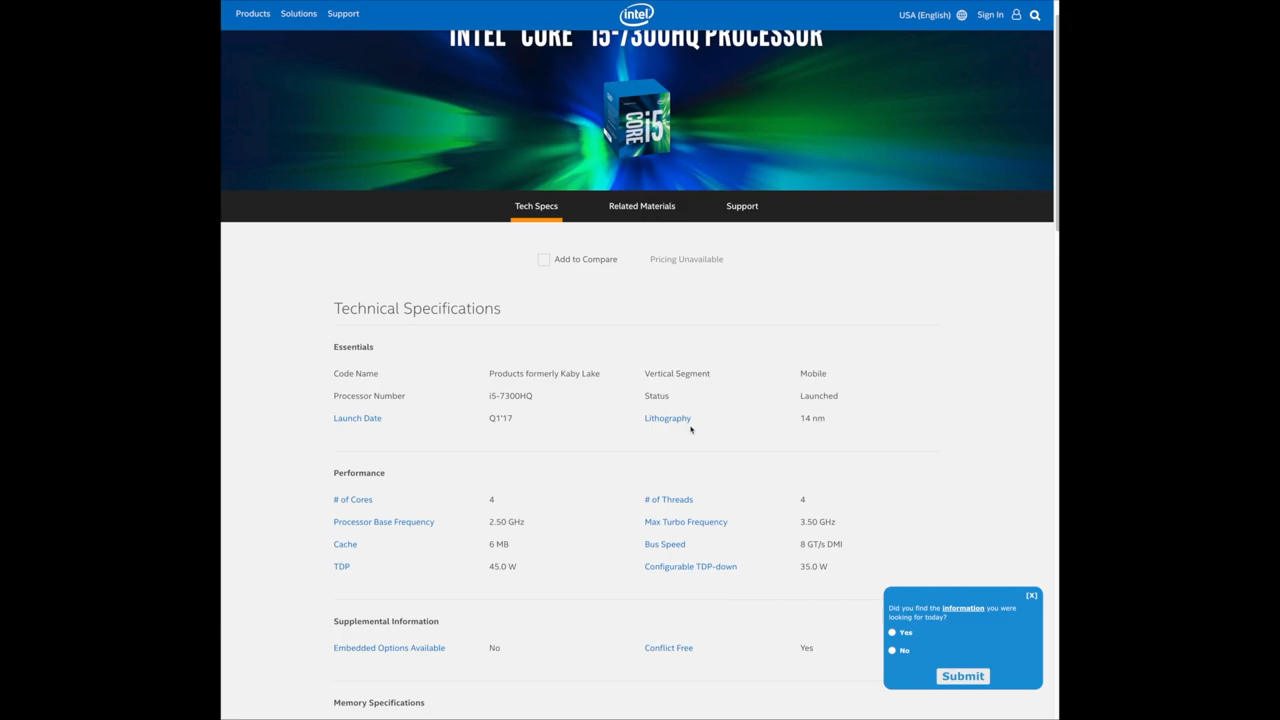 Products Solutions Support intel USA (English) Sign In
INTEL CORE i5-7300HQ PROCESSOR
CORE i5
Tech Specs Related Materials Support
Add to Compare Pricing Unavailable
Technical Specifications
Essentials
Code Name Products formerly Kaby Lake Vertical Segment Mobile
Processor Number i5-7300HQ Status Launched
Launch Date Q1'17 Lithography 14 nm
Performance
# of Cores 4 # of Threads 4
Processor Base Frequency 2.50 GHz Max Turbo Frequency 3.50 GHz
Cache 6 MB Bus Speed 8 GT/s DMI
TDP 45.0 W Configurable TDP-down 35.0 W
[X]
Did you find the information you were
looking for today?
Yes
No
Submit
Supplemental Information
Embedded Options Available No Conflict Free Yes
Memory Specifications